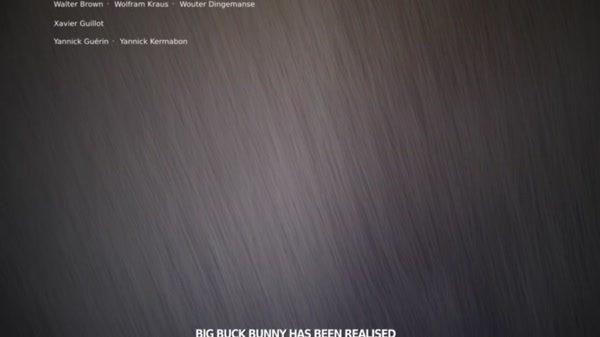 Walter Brown · Wolfram Kraus · Wouter Dingemanse
Xavier Guillot
Yannick Guérin · Yannick Kermabon
BIG BUCK BUNNY HAS BEEN REALISED